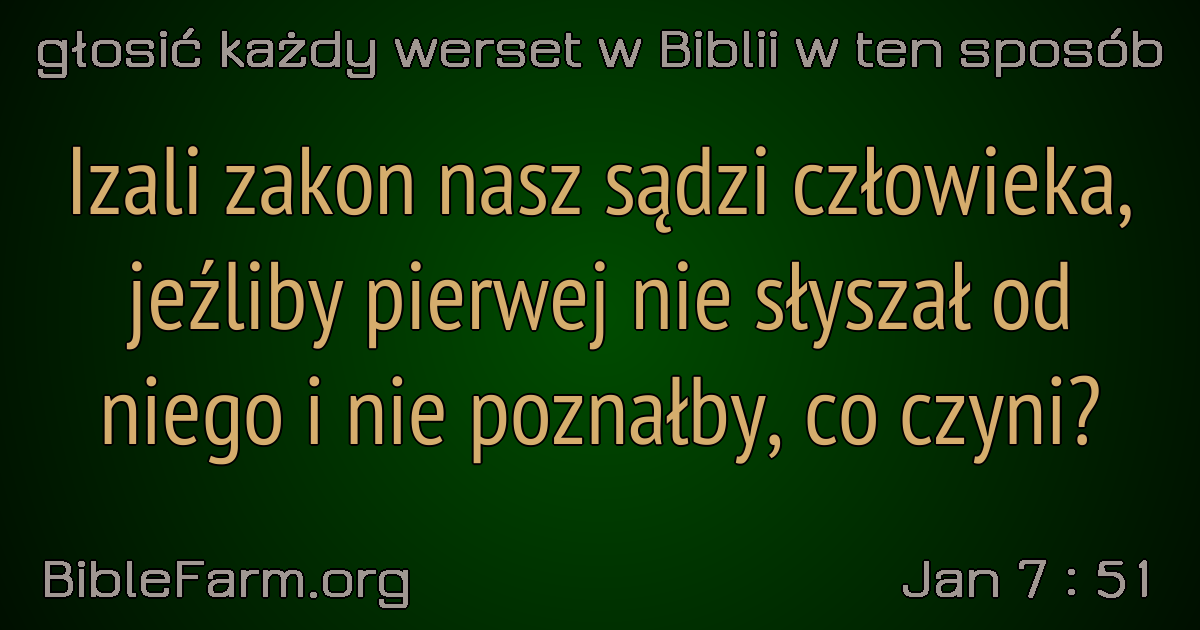 głosić każdy werset w Biblii w ten sposób
Izali zakon nasz sądzi człowieka,
jeźliby pierwej nie słyszał od
niego i nie poznałby, co czyni?
BibleFarm.org
Jan 7 : 51